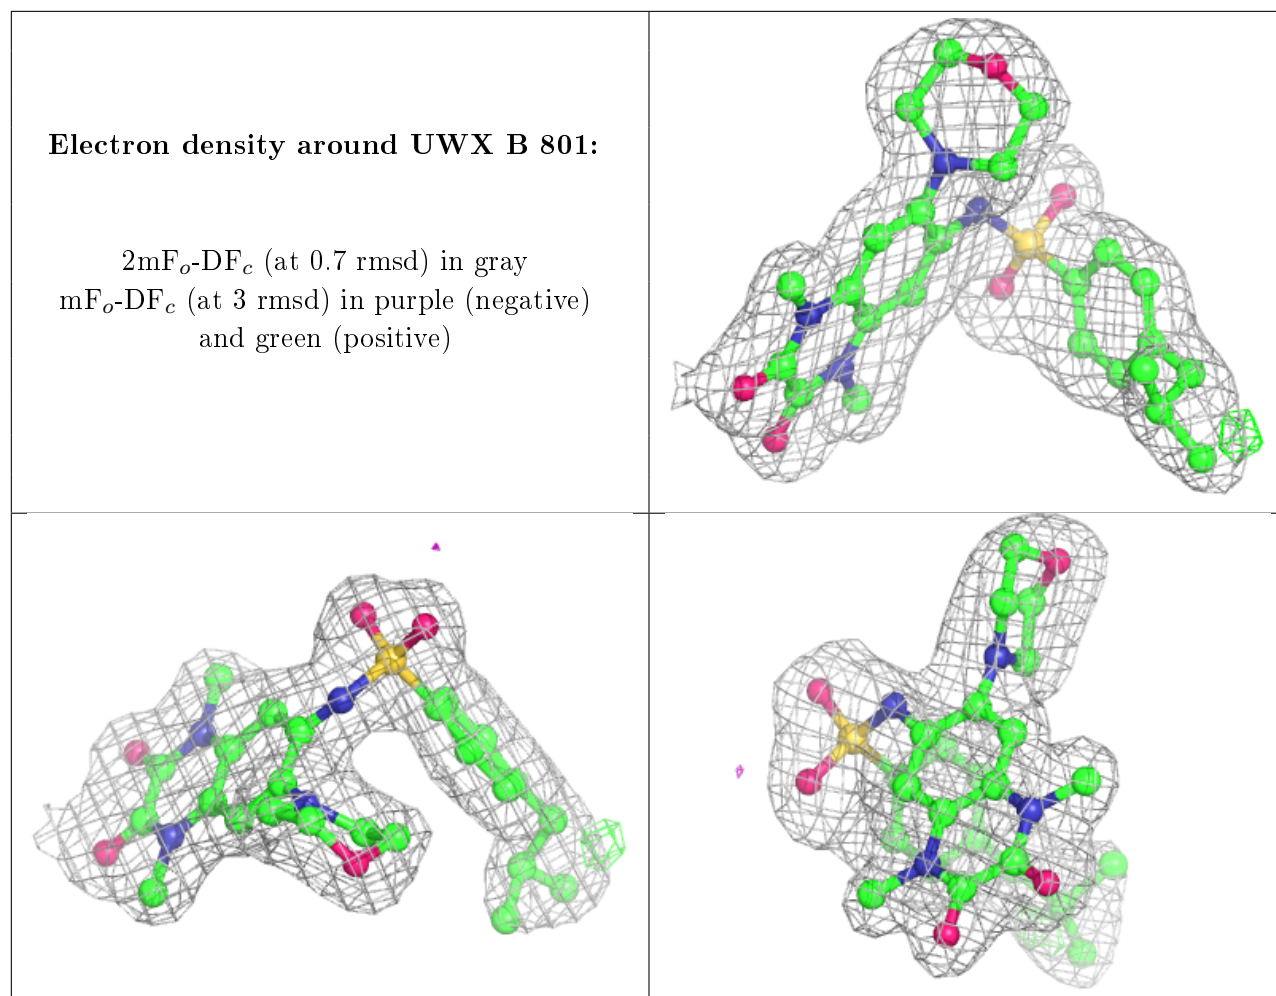 Electron density around UWX B 801:
2mFo-DFc (at 0.7 rmsd) in gray
mFo-DFc (at 3 rmsd) in purple (negative)
and green (positive)